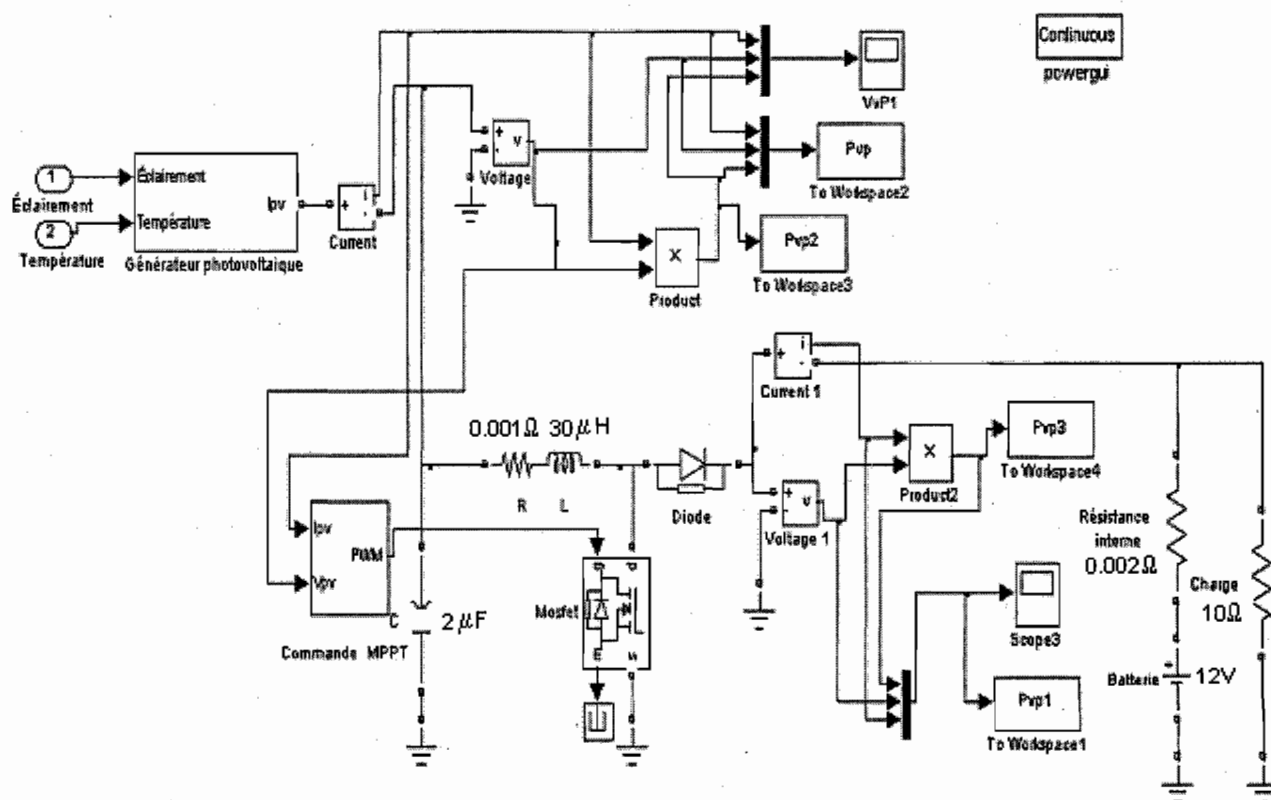 Continuous
powergui
VvP1
+
-
v
Voltage
Pvp
To Workspace2
1
Éclairement
2
Température
Éclairement
Température
Ipv
Générateur photovoltaique
+
i
-
Current
X
Product
Pvp2
To Workspace3
+
i
-
Current 1
0.001Ω 30μH
R L
Diode
+
-
v
Voltage 1
X
Product2
Pvp3
To Workspace4
Ipv
Vpv
PWM
Commande MPPT
C
2μF
Mosfet
g
d
m
s
Scope3
Pvp1
To Workspace1
Résistance
interne
0.002Ω
Charge
10Ω
+
Batterie
12V